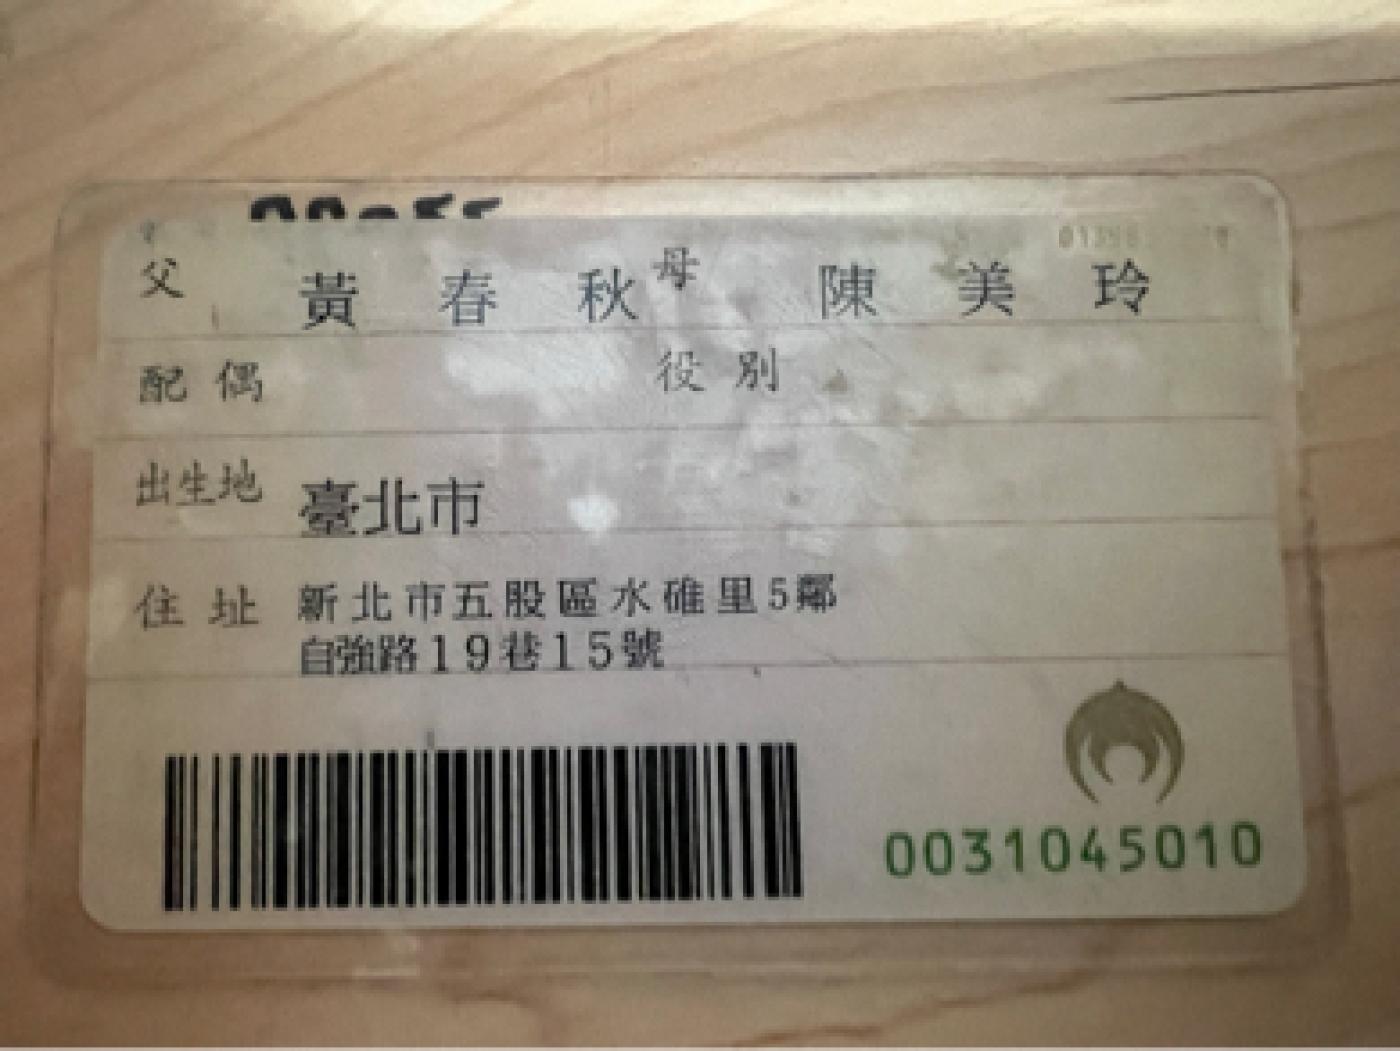 父 黃春秋 母 陳美玲
配偶 役別
出生地 臺北市
住址 新北市五股區水碓里5鄰
自強路19巷15號
0031045010